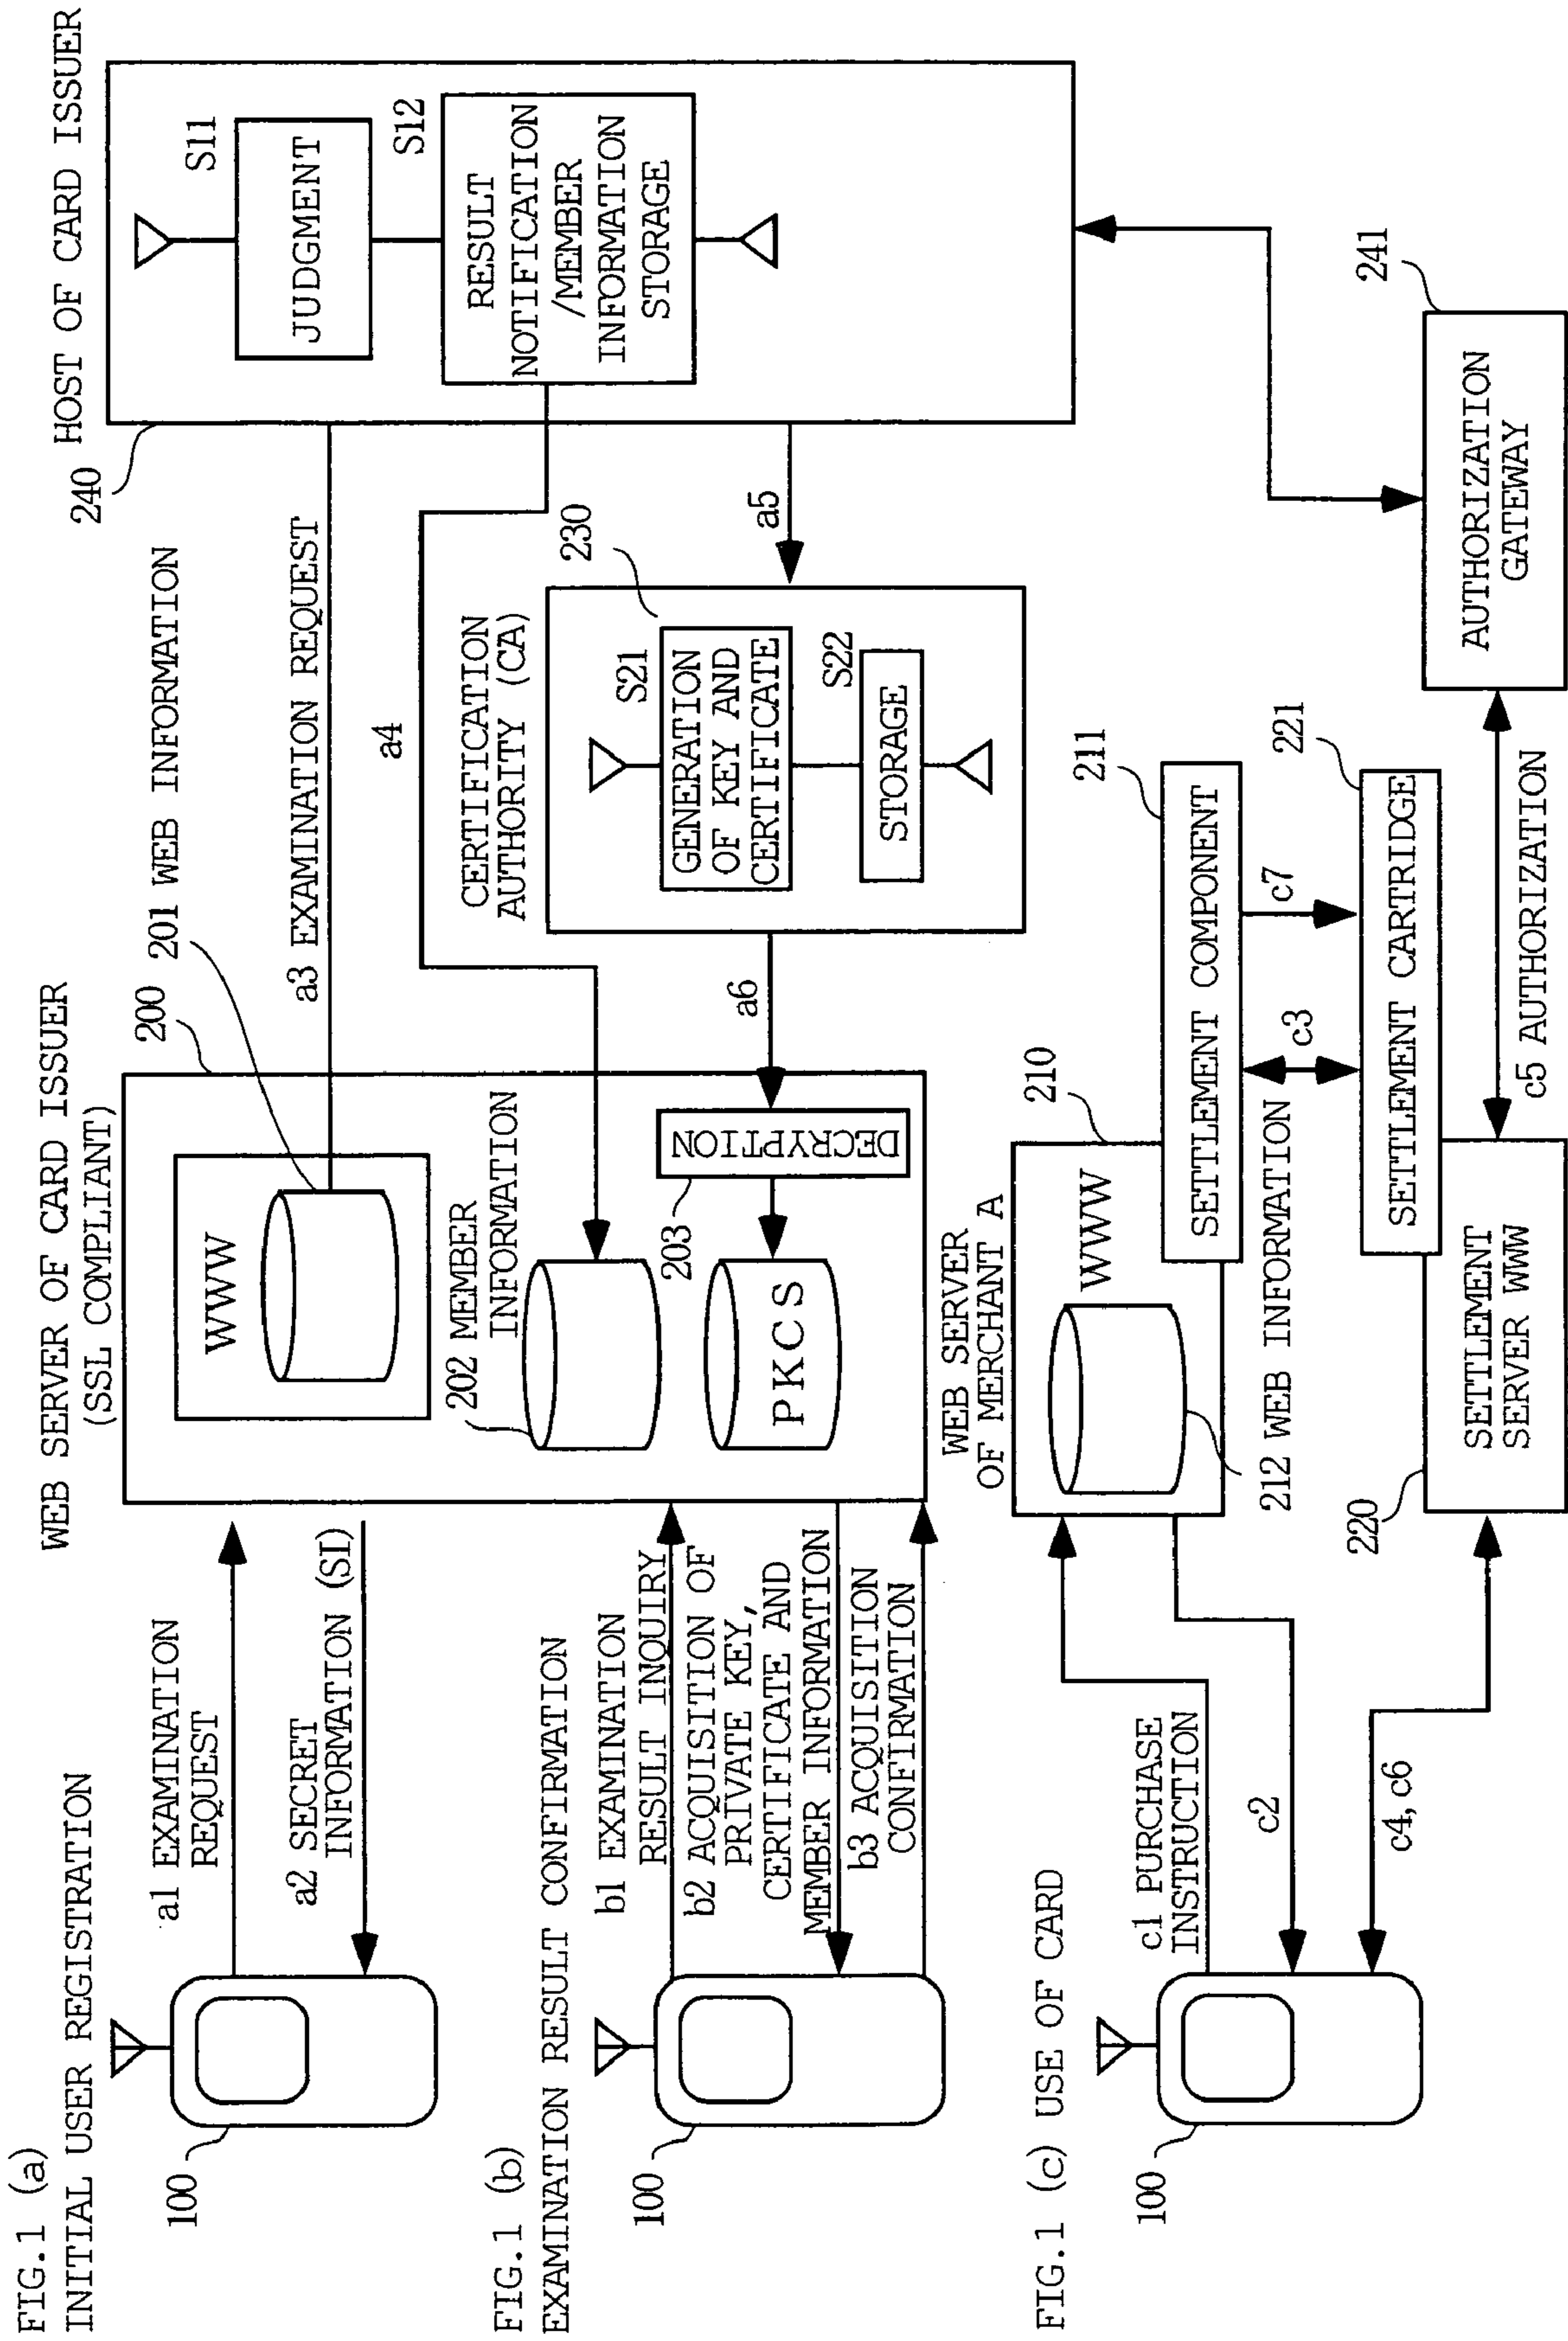 FIG.1 (a)
INITIAL USER REGISTRATION
100
a1 EXAMINATION
REQUEST
a2 SECRET
INFORMATION (SI)
WEB SERVER OF CARD ISSUER
(SSL COMPLIANT)
200
201 WEB INFORMATION
WWW
a3 EXAMINATION REQUEST
HOST OF CARD ISSUER
240
S11
JUDGMENT
S12
RESULT
NOTIFICATION
/MEMBER
INFORMATION
STORAGE
a4
a5
CERTIFICATION
AUTHORITY (CA)
230
S21
GENERATION
OF KEY AND
CERTIFICATE
S22
STORAGE
a6
202 MEMBER
INFORMATION
203
DECRYPTION
PKCS
FIG.1 (b)
EXAMINATION RESULT CONFIRMATION
100
b1 EXAMINATION
RESULT INQUIRY
b2 ACQUISITION OF
PRIVATE KEY,
CERTIFICATE AND
MEMBER INFORMATION
b3 ACQUISITION
CONFIRMATION
FIG.1 (c) USE OF CARD
100
c1 PURCHASE
INSTRUCTION
c2
c4, c6
WEB SERVER
OF MERCHANT A
210
WWW
212 WEB INFORMATION
211
SETTLEMENT COMPONENT
c3
c7
221
SETTLEMENT CARTRIDGE
220
SETTLEMENT
SERVER WWW
c5 AUTHORIZATION
241
AUTHORIZATION
GATEWAY